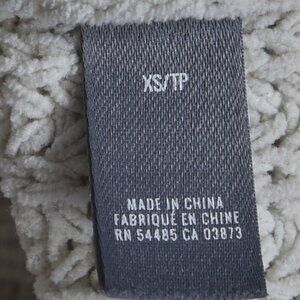 XS/TP
MADE IN CHINA
FABRIQUÉ EN CHINE
RN 54485 CA 03873